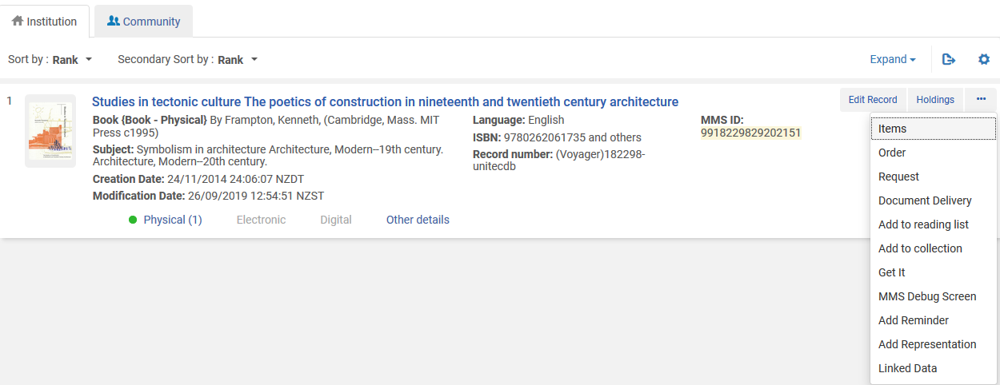 Institution
Community
Sort by : Rank
Secondary Sort by : Rank
Expand
1
Studies in tectonic culture The poetics of construction in nineteenth and twentieth century architecture
Edit Record
Holdings
Book {Book - Physical} By Frampton, Kenneth, (Cambridge, Mass. MIT
Press c1995)
Subject: Symbolism in architecture Architecture, Modern--19th century.
Architecture, Modern--20th century.
Creation Date: 24/11/2014 24:06:07 NZDT
Modification Date: 26/09/2019 12:54:51 NZST
Language: English
ISBN: 9780262061735 and others
Record number: (Voyager)182298-
unitecdb
MMS ID:
9918229829202151
Physical (1)
Electronic
Digital
Other details
Items
Order
Request
Document Delivery
Add to reading list
Add to collection
Get It
MMS Debug Screen
Add Reminder
Add Representation
Linked Data